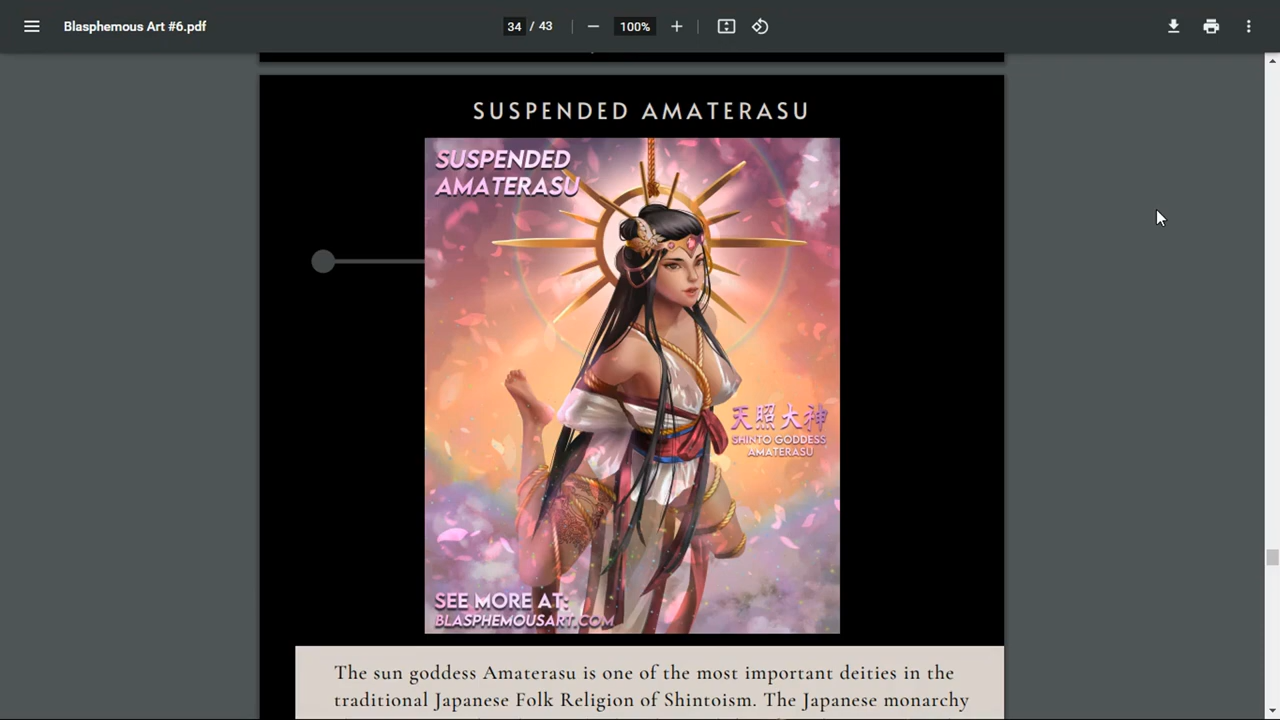 Blasphemous Art #6.pdf
34 / 43
100%
SUSPENDED AMATERASU
SUSPENDED
AMATERASU
天照大神
SHINTO GODDESS
AMATERASU
SEE MORE AT:
BLASPHEMOUSART.COM
The sun goddess Amaterasu is one of the most important deities in the
traditional Japanese Folk Religion of Shintoism. The Japanese monarchy